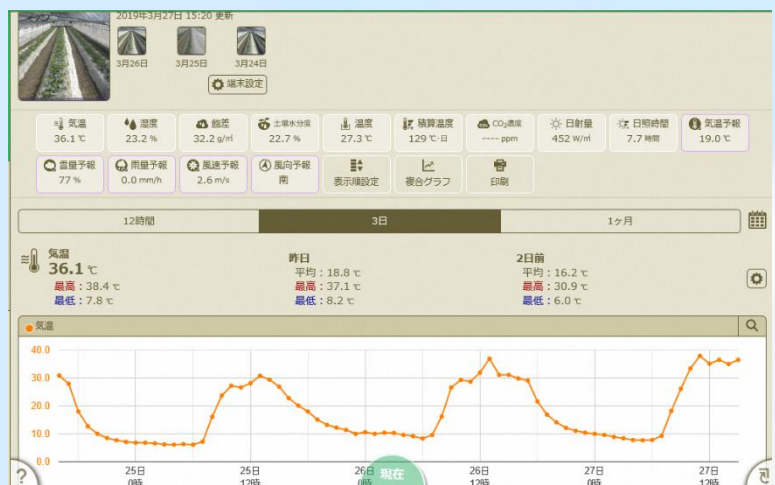 2019年3月27日 15:20 更新
3月26日 3月25日 3月24日
端末設定
気温 湿度 飽差 土壌水分度 温度 積算温度 CO₂濃度 日射量 日照時間 気温予報
36.1 ℃ 23.2 % 32.2 g/㎥ 22.7 % 27.3 ℃ 129 ℃·日 ---- ppm 452 W/㎡ 7.7 時間 19.0 ℃
雲量予報 雨量予報 風速予報 風向予報 表示順設定 複合グラフ 印刷
77 % 0.0 mm/h 2.6 m/s 南
12時間 3日 1ヶ月
気温 昨日 2日前
36.1 ℃ 平均：18.8 ℃ 平均：16.2 ℃
最高：38.4 ℃ 最高：37.1 ℃ 最高：30.9 ℃
最低：7.8 ℃ 最低：8.2 ℃ 最低：6.0 ℃
気温
40.0
30.0
20.0
10.0
0.0
25日 25日 26日 26日 27日 27日
0時 12時 0時 12時 0時 12時
現在
?